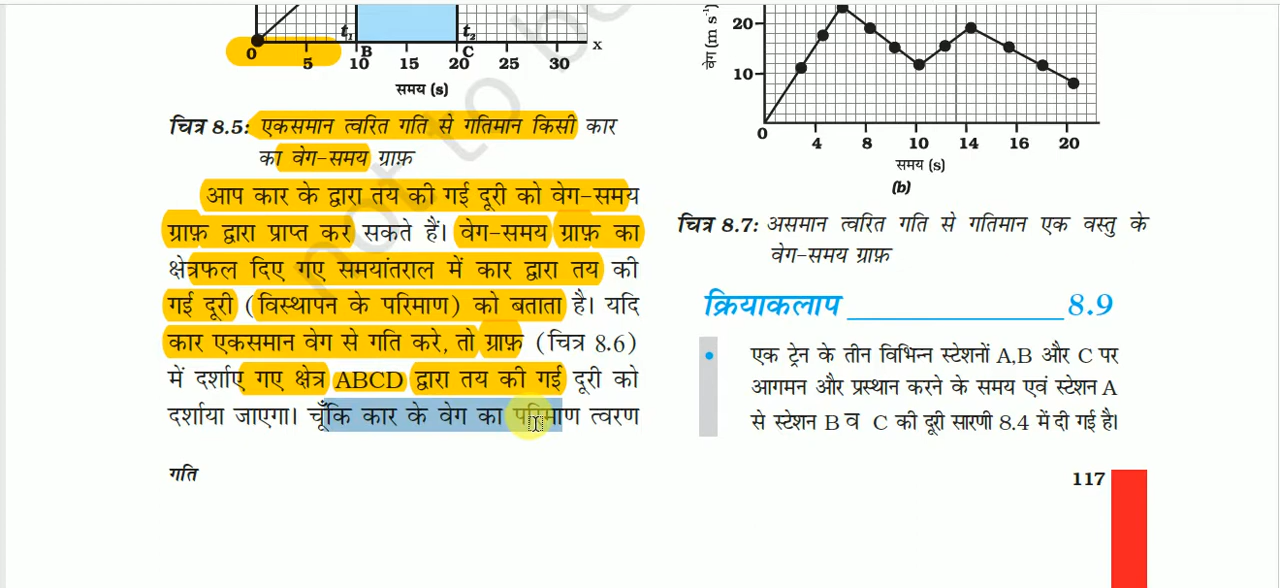 t₁ t₂
0 B C x
5 10 15 20 25 30
समय (s)
चित्र 8.5: एकसमान त्वरित गति से गतिमान किसी कार
का वेग-समय ग्राफ़
आप कार के द्वारा तय की गई दूरी को वेग-समय
ग्राफ़ द्वारा प्राप्त कर सकते हैं। वेग-समय ग्राफ़ का
क्षेत्रफल दिए गए समयांतराल में कार द्वारा तय की
गई दूरी (विस्थापन के परिमाण) को बताता है। यदि
कार एकसमान वेग से गति करे, तो ग्राफ़ (चित्र 8.6)
में दर्शाए गए क्षेत्र ABCD द्वारा तय की गई दूरी को
दर्शाया जाएगा। चूँकि कार के वेग का परिमाण त्वरण
गति
वेग (m s⁻¹)
20
10
0 4 8 10 14 16 20
समय (s)
(b)
चित्र 8.7: असमान त्वरित गति से गतिमान एक वस्तु के
वेग-समय ग्राफ़
क्रियाकलाप ______________ 8.9
• एक ट्रेन के तीन विभिन्न स्टेशनों A,B और C पर
आगमन और प्रस्थान करने के समय एवं स्टेशन A
से स्टेशन B व C की दूरी सारणी 8.4 में दी गई है।
117
not to be